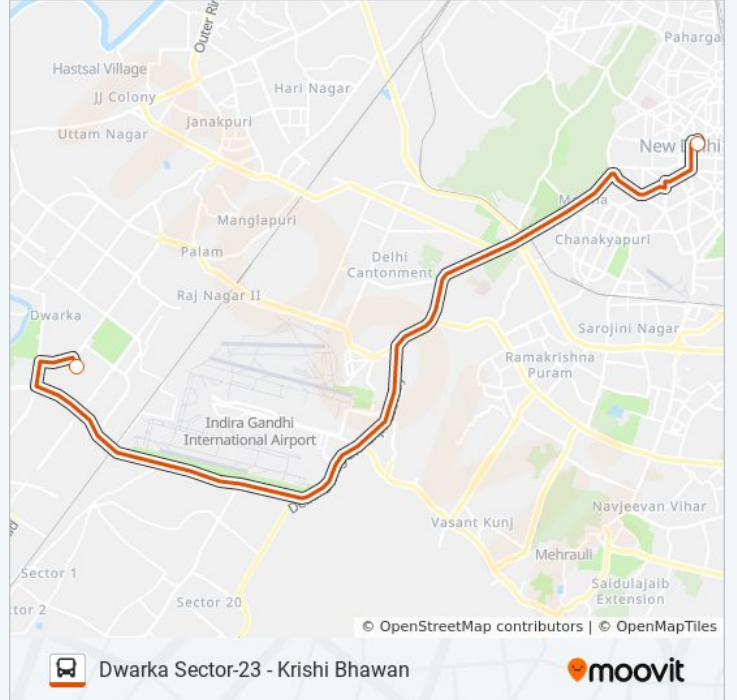 Paharga
Outer Ri
Hastsal Village
Hari Nagar
JJ Colony
Janakpuri
Uttam Nagar
New Delhi
Manglapuri
Chanakyapuri
Palam
Delhi
Cantonment
Raj Nagar II
Dwarka
Sarojini Nagar
Ramakrishna
Puram
Indira Gandhi
International Airport
Navjeevan Vihar
Vasant Kunj
Mehrauli
Sector 1
Saidulajaib
Extension
Sector 20
tor 2
© OpenStreetMap contributors | © OpenMapTiles
Dwarka Sector-23 - Krishi Bhawan
moovit